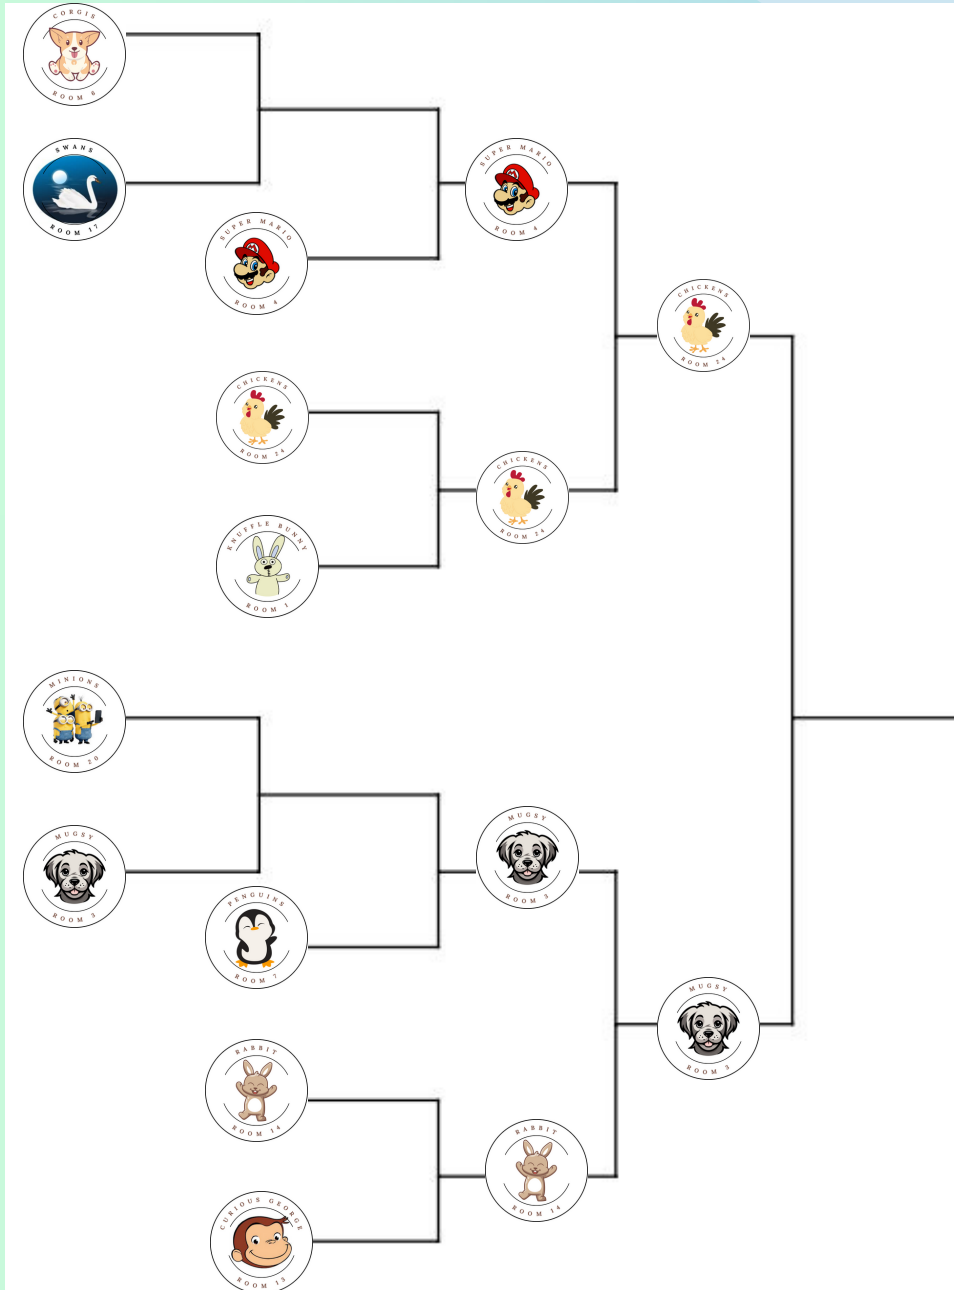 CORGIS
ROOM 8
SWANS
ROOM 17
SUPER MARIO
ROOM 4
SUPER MARIO
ROOM 4
CHICKENS
ROOM 24
CHICKENS
ROOM 24
CHICKENS
ROOM 24
KNUFFLE BUNNY
ROOM 1
MINIONS
ROOM 20
MUGSY
ROOM 3
PENGUINS
ROOM 7
MUGSY
ROOM 3
MUGSY
ROOM 3
RABBIT
ROOM 14
RABBIT
ROOM 14
CURIOUS GEORGE
ROOM 13